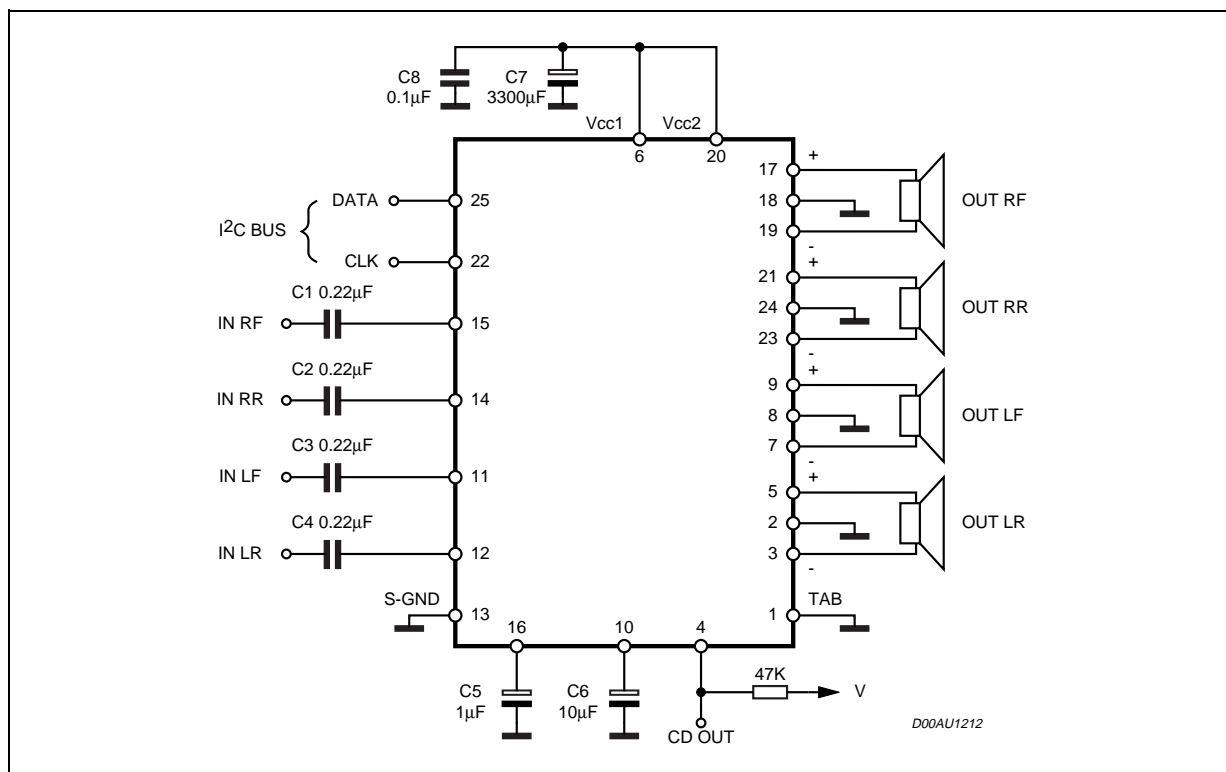 C8
0.1µF
C7
3300µF
Vcc1
Vcc2
6
20
DATA
25
I²C BUS
CLK
22
C1 0.22µF
IN RF
15
C2 0.22µF
IN RR
14
C3 0.22µF
IN LF
11
C4 0.22µF
IN LR
12
S-GND
13
16
10
4
C5
1µF
C6
10µF
CD OUT
47K
V
17
+
18
19
-
OUT RF
21
+
24
23
-
OUT RR
9
+
8
7
-
OUT LF
5
+
2
3
-
OUT LR
1
TAB
D00AU1212